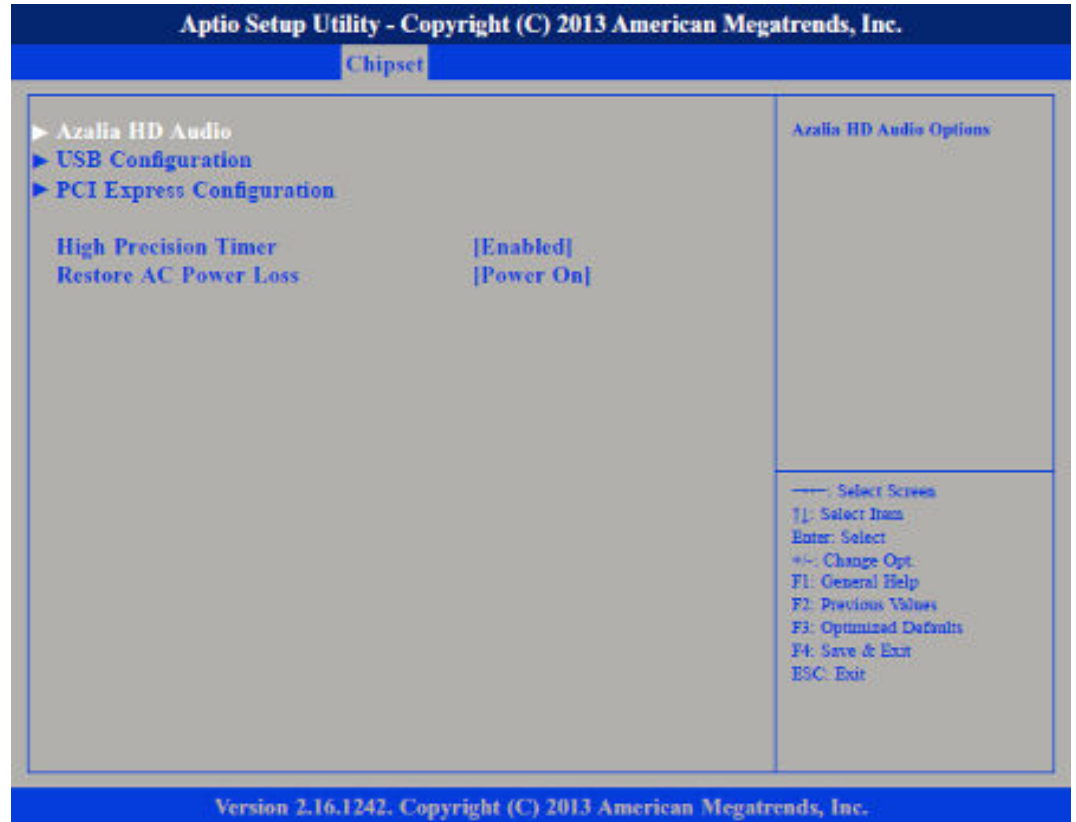 Aptio Setup Utility - Copyright (C) 2013 American Megatrends, Inc.
Chipset
▶ Azalia HD Audio
▶ USB Configuration
▶ PCI Express Configuration
High Precision Timer [Enabled]
Restore AC Power Loss [Power On]
Azalia HD Audio Options
: Select Screen
↑↓: Select Item
Enter: Select
+/-: Change Opt.
F1: General Help
F2: Previous Values
F3: Optimized Defaults
F4: Save & Exit
ESC: Exit
Version 2.16.1242. Copyright (C) 2013 American Megatrends, Inc.